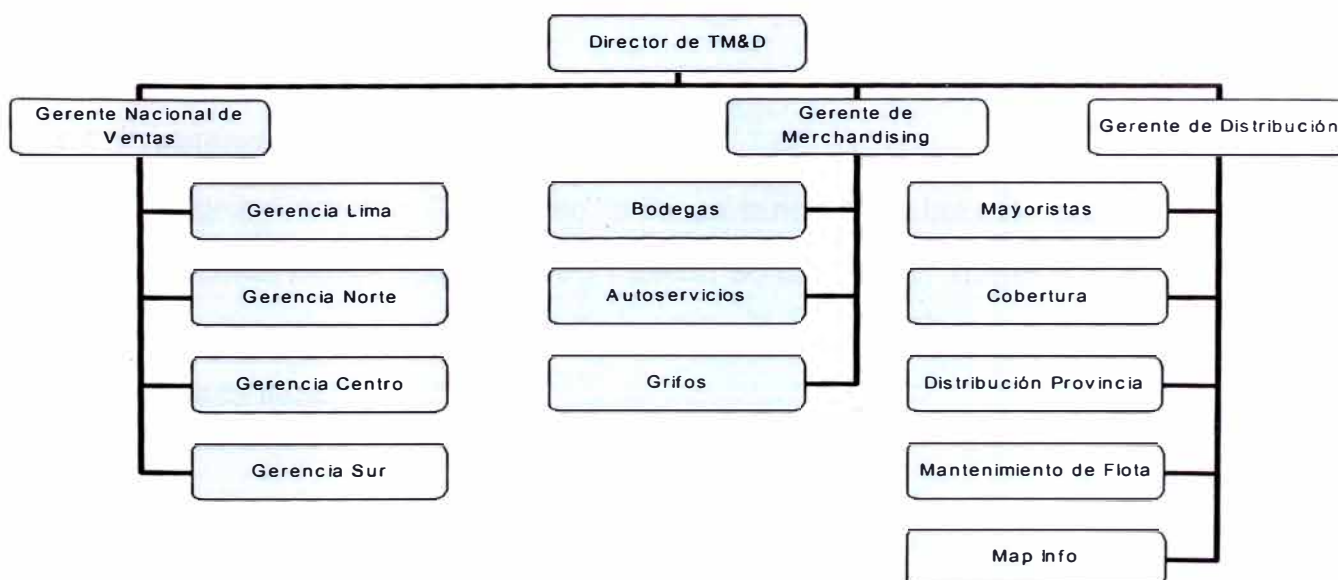 Director de TM&D
Gerente Nacional de
Ventas
Gerencia Lima
Gerencia Norte
Gerencia Centro
Gerencia Sur
Gerente de
Merchandising
Bodegas
Autoservicios
Grifos
Gerente de Distribución
Mayoristas
Cobertura
Distribución Provincia
Mantenimiento de Flota
Map Info